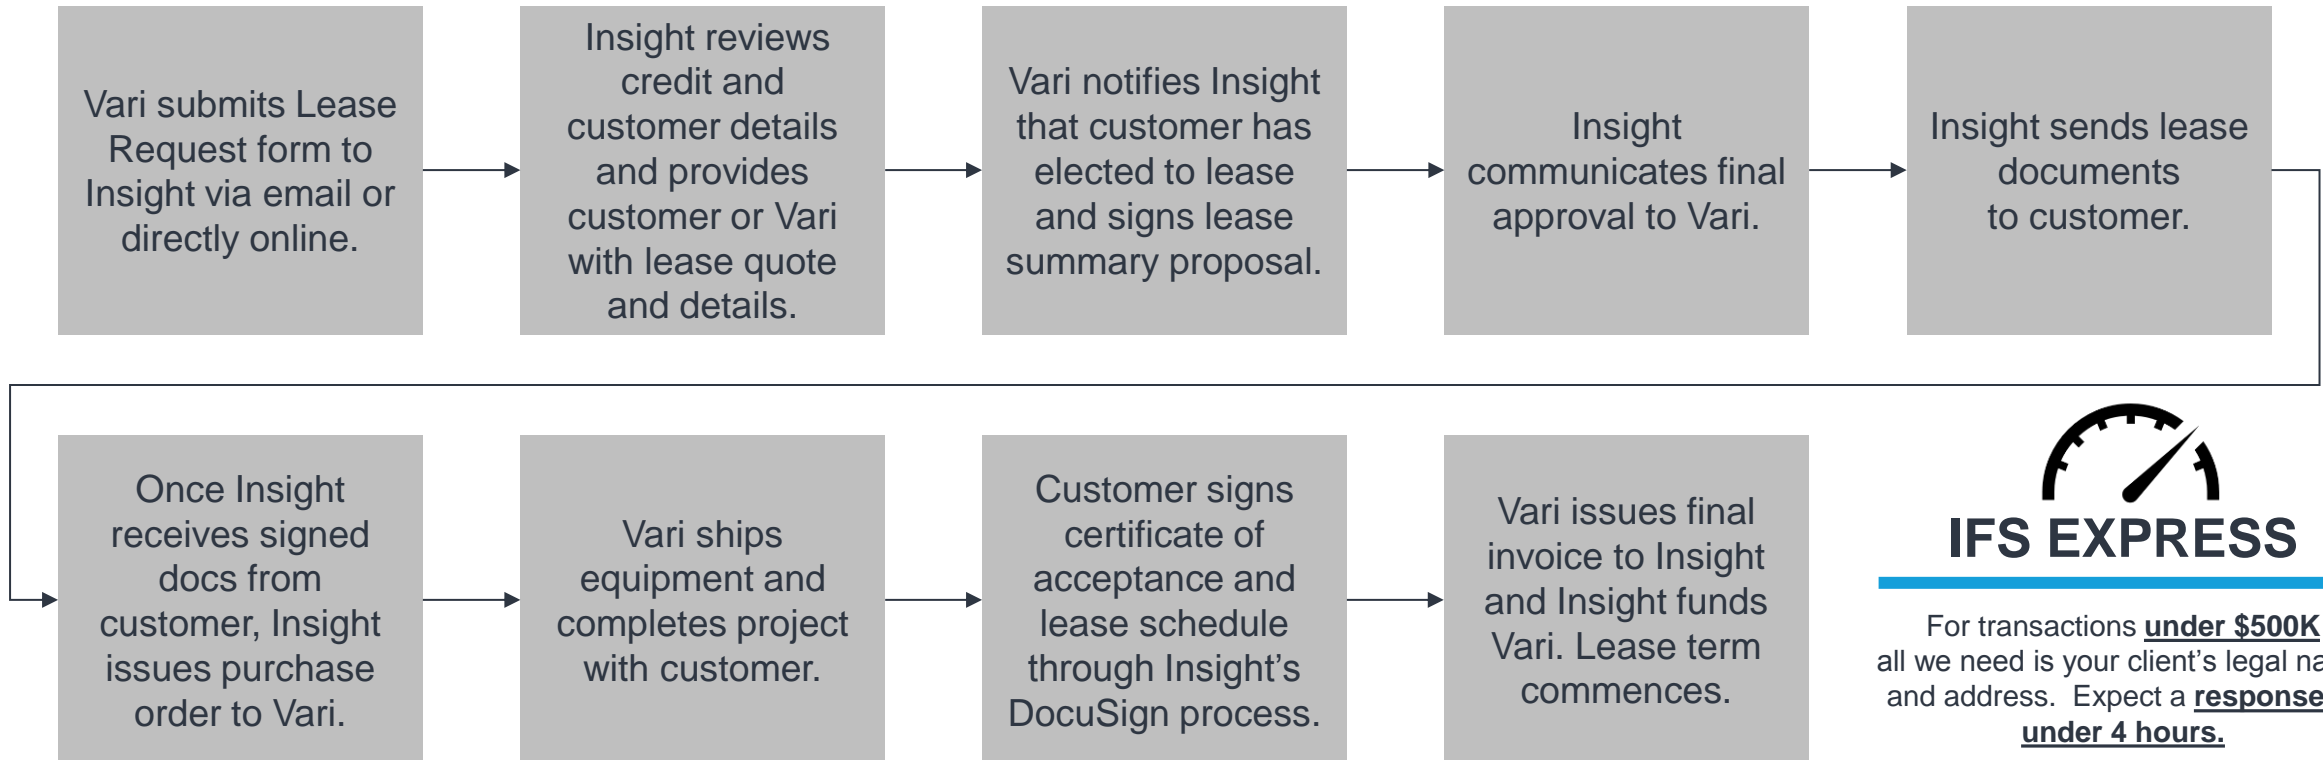 Vari submits Lease
Request form to
Insight via email or
directly online.
Insight reviews
credit and
customer details
and provides
customer or Vari
with lease quote
and details.
Vari notifies Insight
that customer has
elected to lease
and signs lease
summary proposal.
Insight
communicates final
approval to Vari.
Insight sends lease
documents
to customer.
Once Insight
receives signed
docs from
customer, Insight
issues purchase
order to Vari.
Vari ships
equipment and
completes project
with customer.
Customer signs
certificate of
acceptance and
lease schedule
through Insight’s
DocuSign process.
Vari issues final
invoice to Insight
and Insight funds
Vari. Lease term
commences.
IFS EXPRESS
For transactions under $500K
all we need is your client’s legal
and address.  Expect a response
under 4 hours.